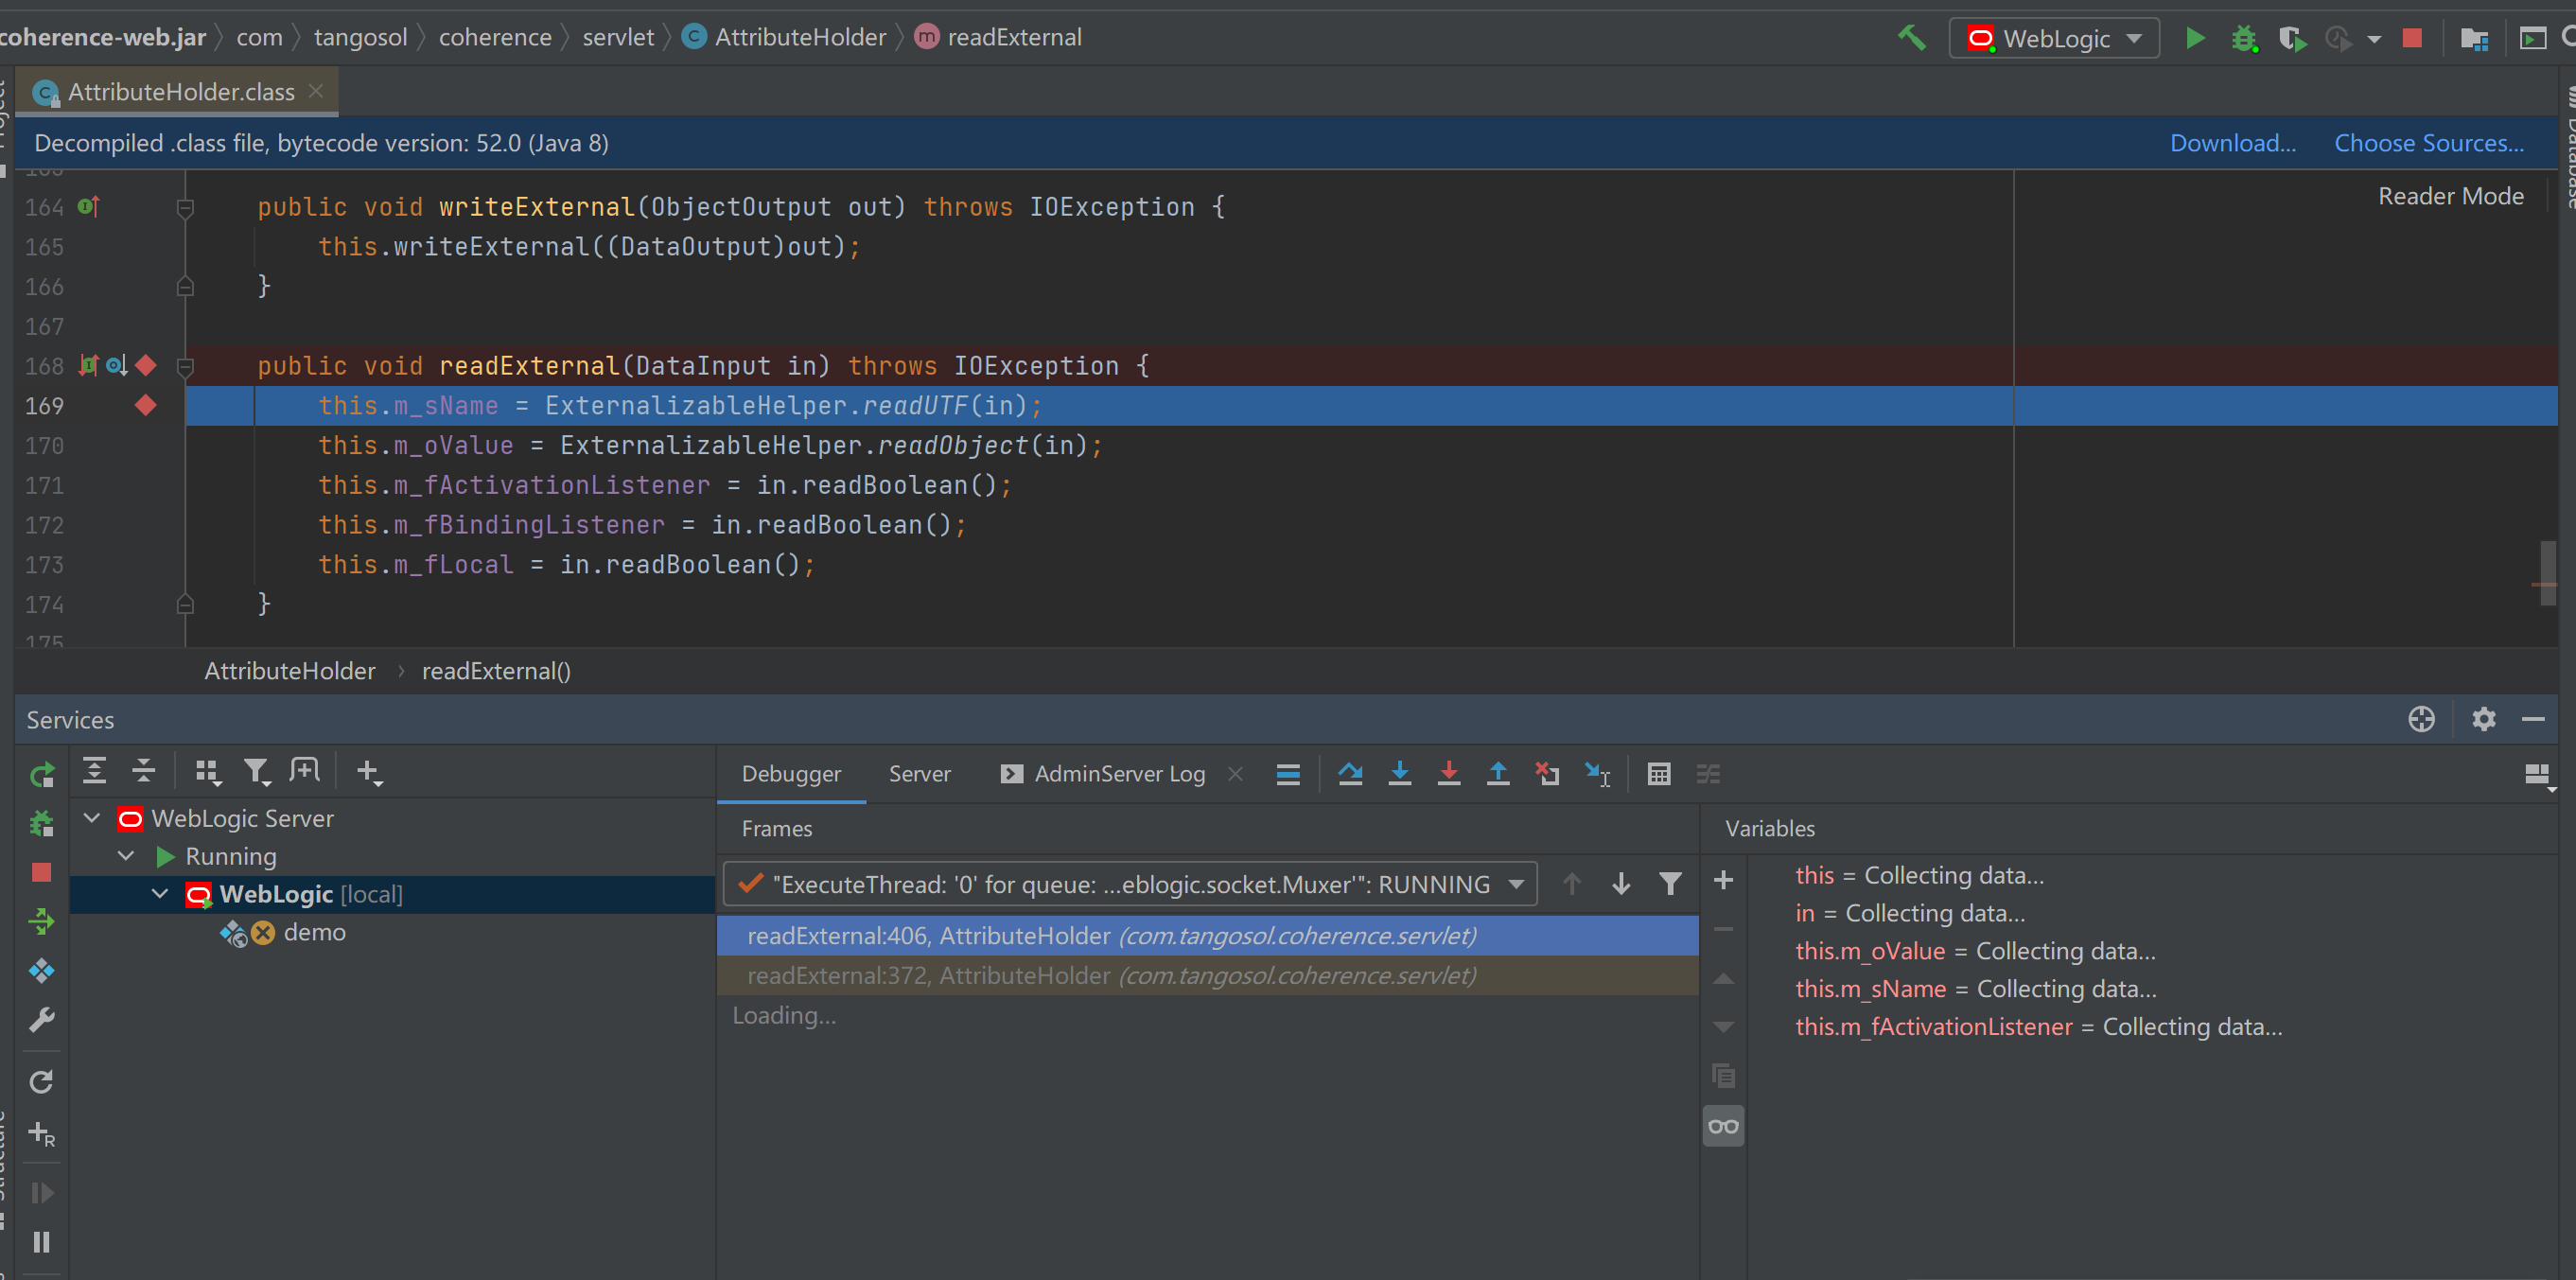 coherence-web.jar com tangosol coherence servlet AttributeHolder readExternal
WebLogic
AttributeHolder.class
Decompiled .class file, bytecode version: 52.0 (Java 8) Download... Choose Sources...
Reader Mode
164 public void writeExternal(ObjectOutput out) throws IOException {
165 this.writeExternal((DataOutput)out);
166 }
167
168 public void readExternal(DataInput in) throws IOException {
169 this.m_sName = ExternalizableHelper.readUTF(in);
170 this.m_oValue = ExternalizableHelper.readObject(in);
171 this.m_fActivationListener = in.readBoolean();
172 this.m_fBindingListener = in.readBoolean();
173 this.m_fLocal = in.readBoolean();
174 }
175
AttributeHolder › readExternal()
Services
Debugger Server AdminServer Log
WebLogic Server
Running
WebLogic [local]
demo
Frames
"ExecuteThread: '0' for queue: ...eblogic.socket.Muxer'": RUNNING
readExternal:406, AttributeHolder (com.tangosol.coherence.servlet)
readExternal:372, AttributeHolder (com.tangosol.coherence.servlet)
Loading...
Variables
this = Collecting data...
in = Collecting data...
this.m_oValue = Collecting data...
this.m_sName = Collecting data...
this.m_fActivationListener = Collecting data...
Database
Structure